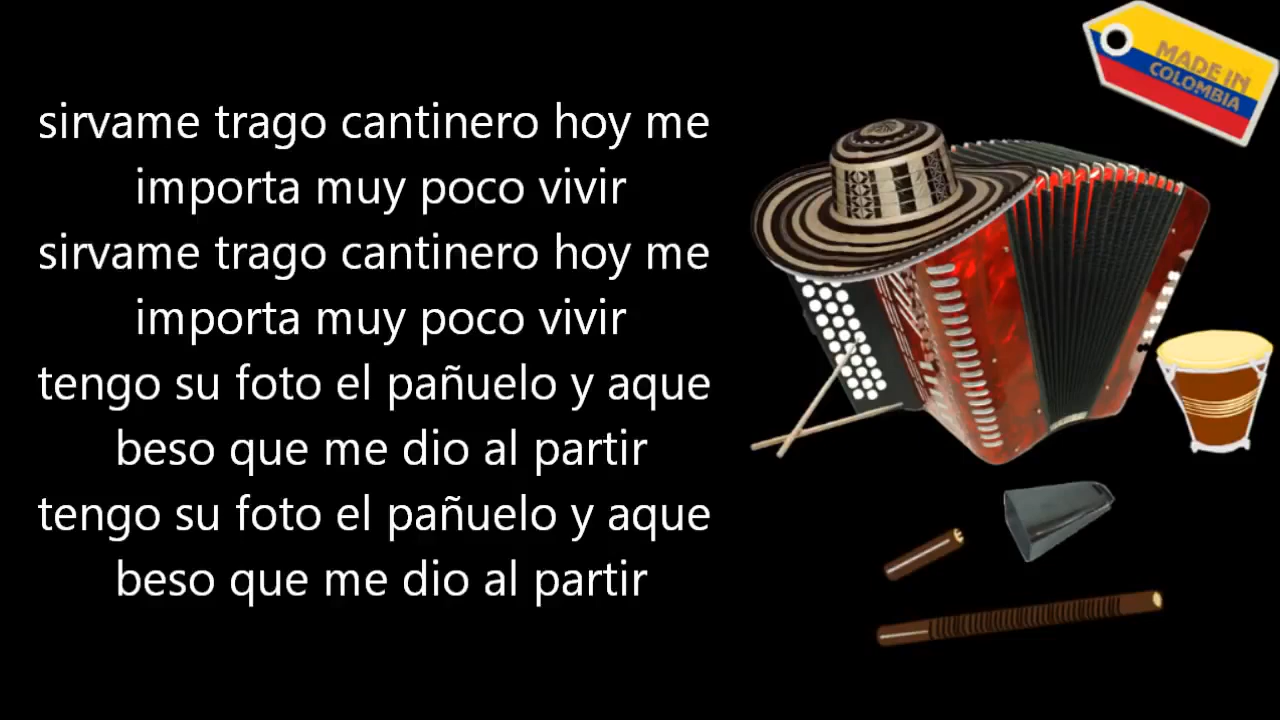 sirvame trago cantinero hoy me
importa muy poco vivir
sirvame trago cantinero hoy me
importa muy poco vivir
tengo su foto el pañuelo y aque
beso que me dio al partir
tengo su foto el pañuelo y aque
beso que me dio al partir
MADE IN
COLOMBIA